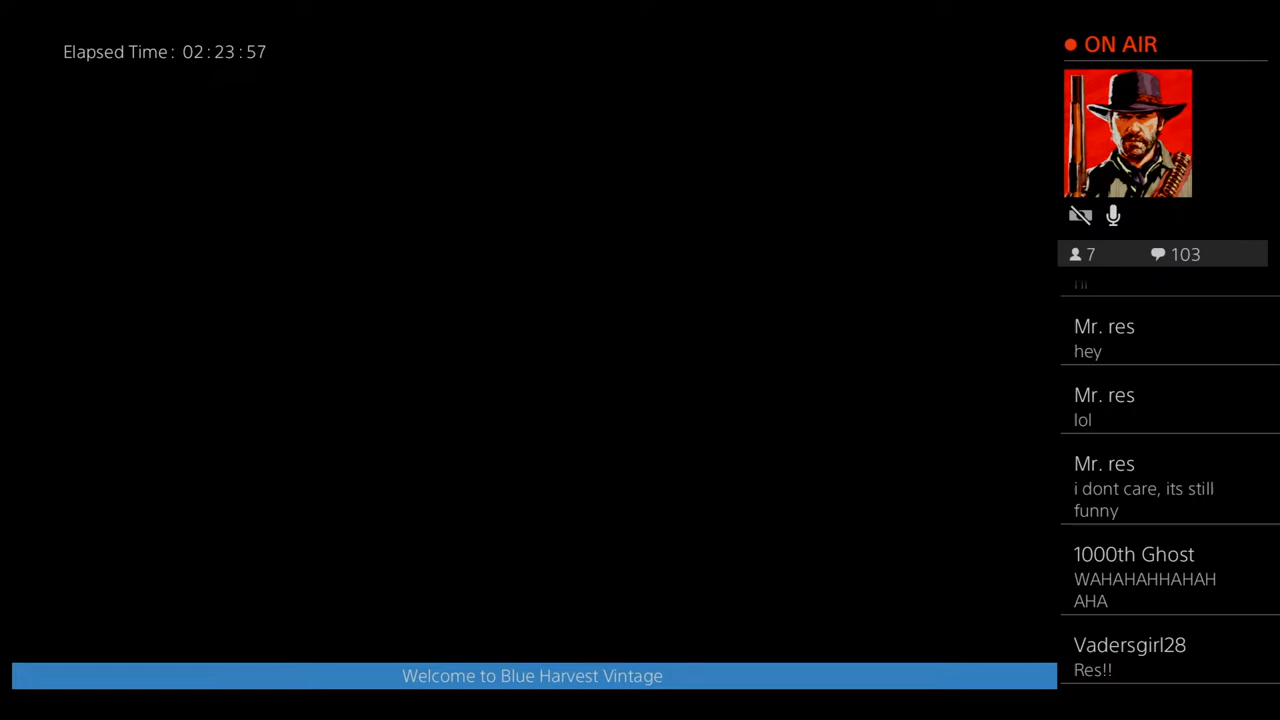 Elapsed Time: 02:23:57
ON AIR
7 103
Mr. res
hey
Mr. res
lol
Mr. res
i dont care, its still
funny
1000th Ghost
WAHAHAHHAHAH
AHA
Vadersgirl28
Res!!
Welcome to Blue Harvest Vintage